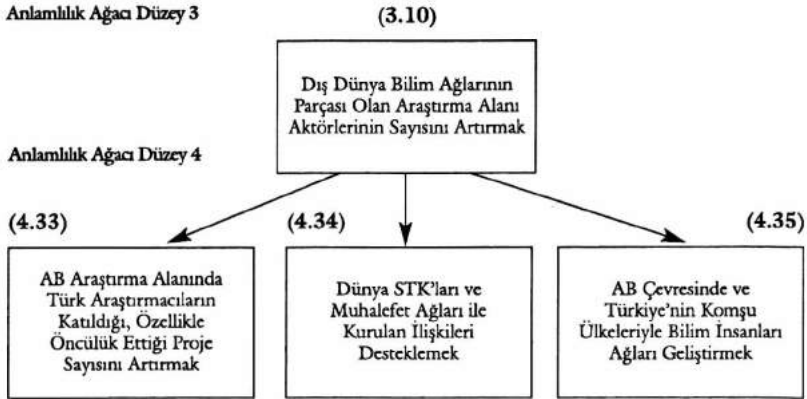 Anlamlılık Ağacı Düzey 3
(3.10)
Dış Dünya Bilim Ağlarının
Parçası Olan Araştırma Alanı
Aktörlerinin Sayısını Artırmak
Anlamlılık Ağacı Düzey 4
(4.33)
(4.34)
(4.35)
AB Araştırma Alanında
Türk Araştırmacıların
Katıldığı, Özellikle
Öncülük Ettiği Proje
Sayısını Artırmak
Dünya STK'ları ve
Muhalefet Ağları ile
Kurulan İlişkileri
Desteklemek
AB Çevresinde ve
Türkiye'nin Komşu
Ülkeleriyle Bilim İnsanları
Ağları Geliştirmek